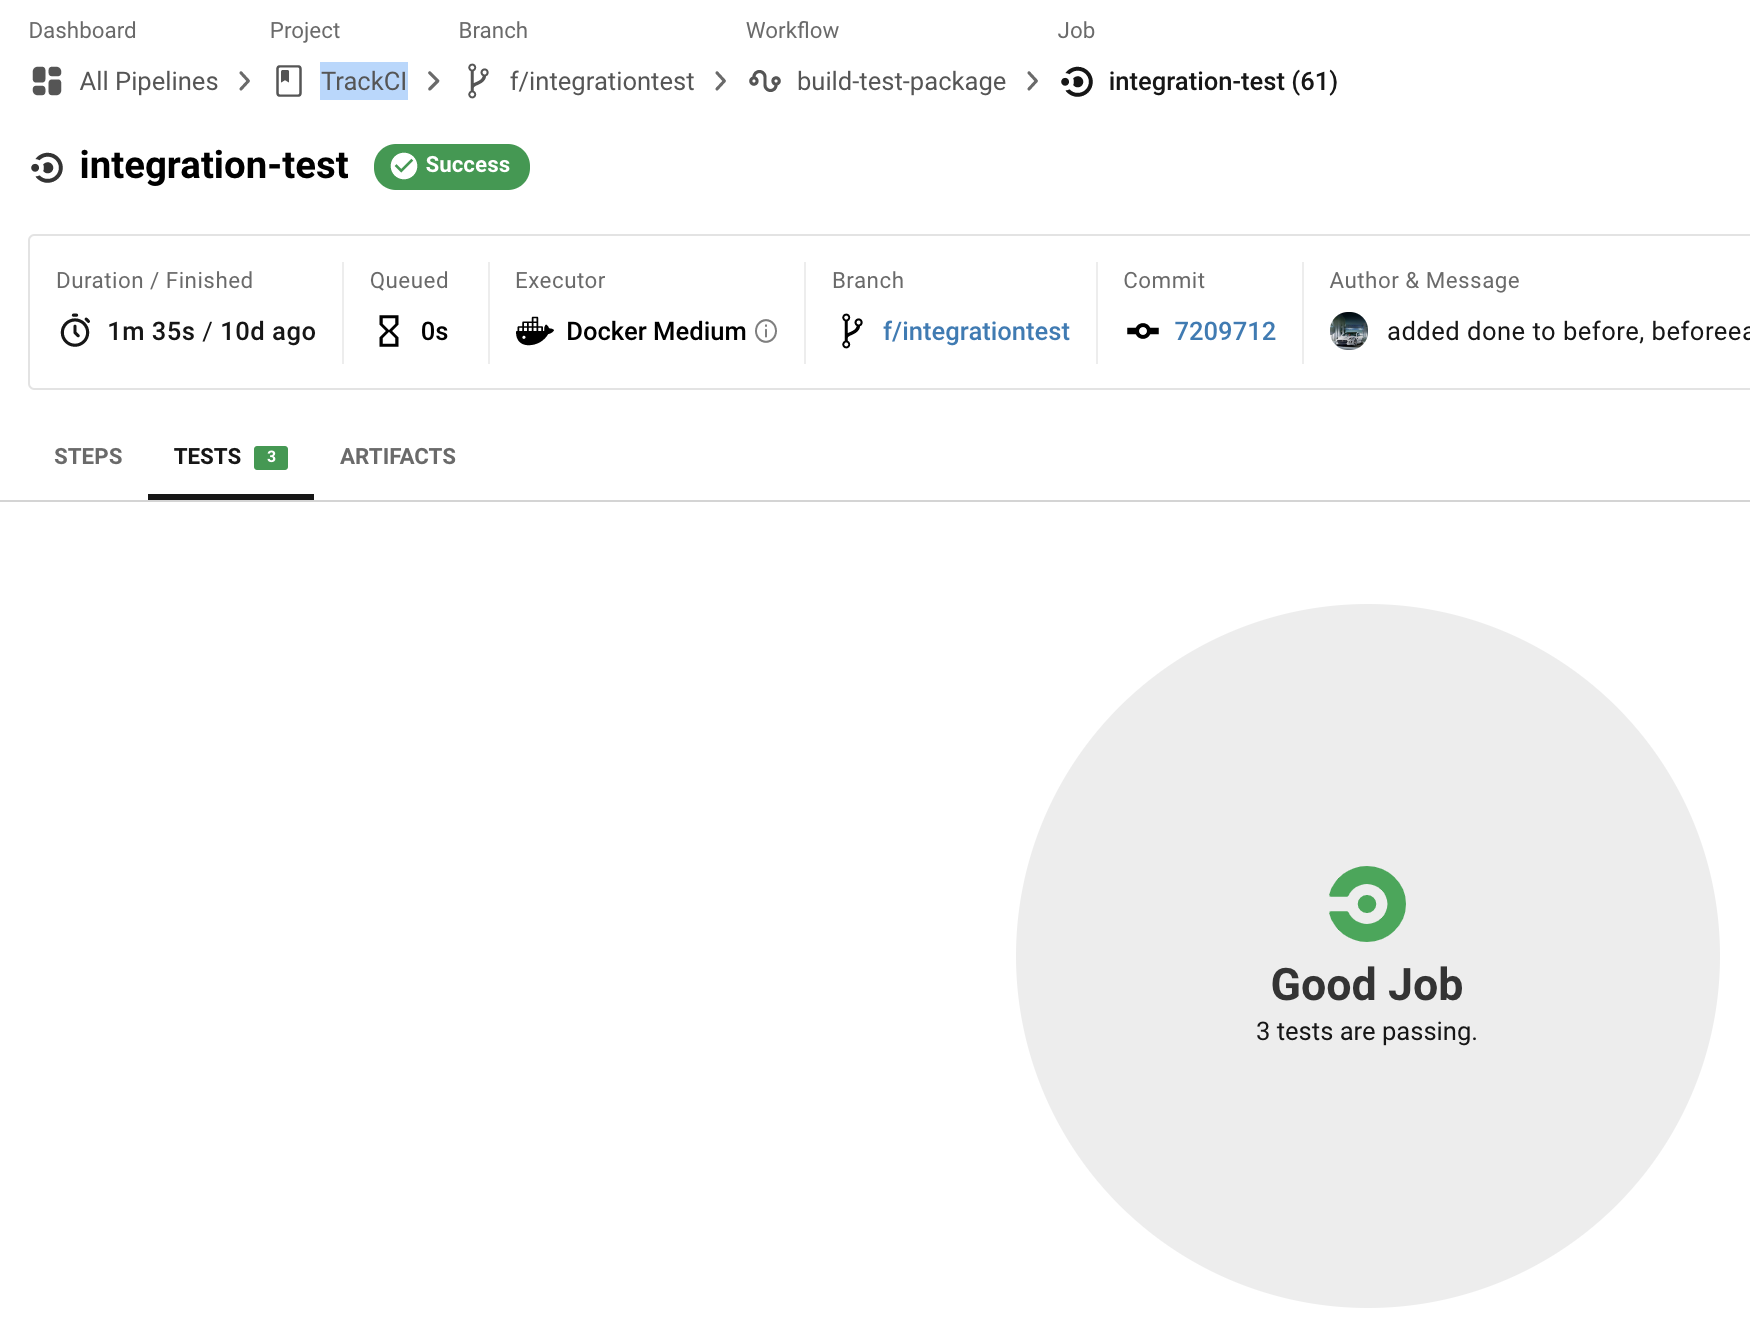 Dashboard Project Branch Workflow Job
All Pipelines TrackCI f/integrationtest build-test-package integration-test (61)
integration-test Success
Duration / Finished Queued Executor Branch Commit Author & Message
1m 35s / 10d ago 0s Docker Medium f/integrationtest 7209712 added done to before,
STEPS TESTS 3 ARTIFACTS
Good Job
3 tests are passing.